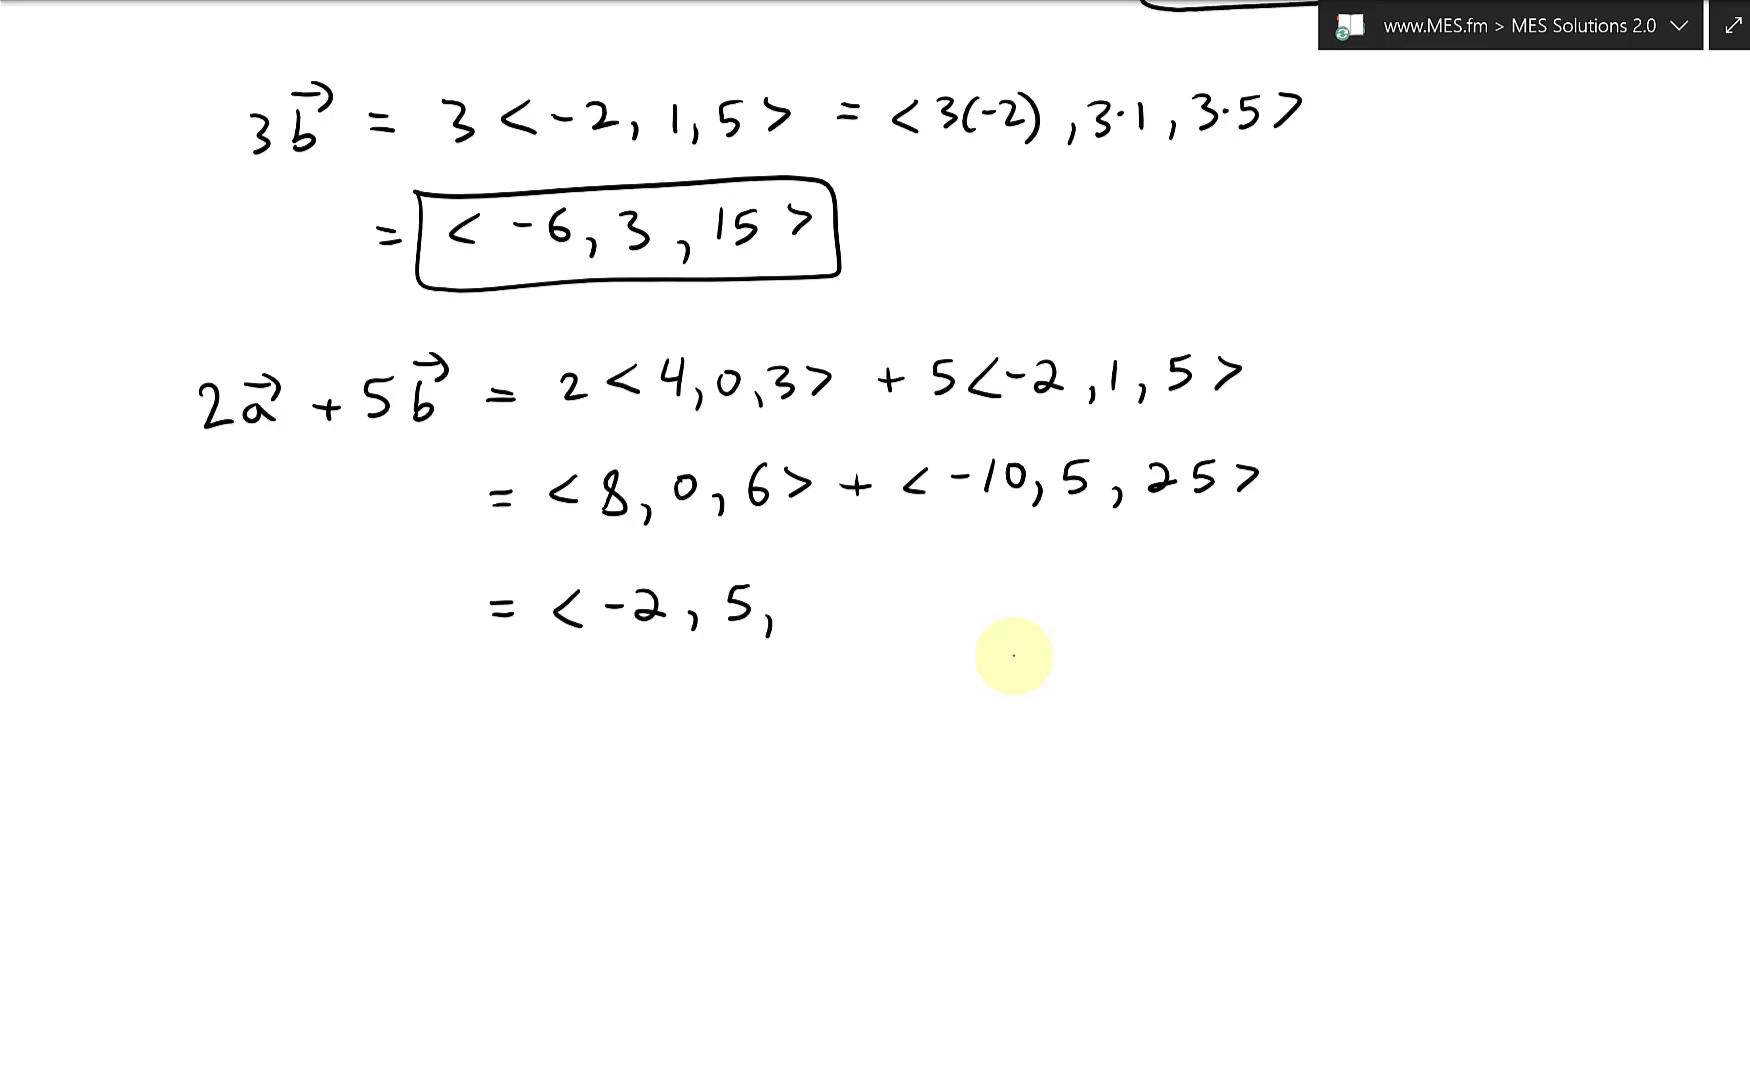 www.MES.fm > MES Solutions 2.0
3b⃗ = 3 < -2, 1, 5 > = < 3(-2), 3·1, 3·5 >
= < -6, 3, 15 >
2a⃗ + 5b⃗ = 2 < 4, 0, 3 > + 5 < -2, 1, 5 >
= < 8, 0, 6 > + < -10, 5, 25 >
= < -2, 5,